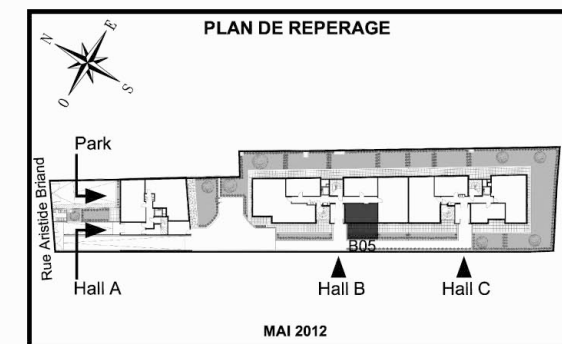 PLAN DE REPERAGE
N
E
O
S
Park
Rue Aristide Briand
B05
Hall A
Hall B
Hall C
MAI 2012